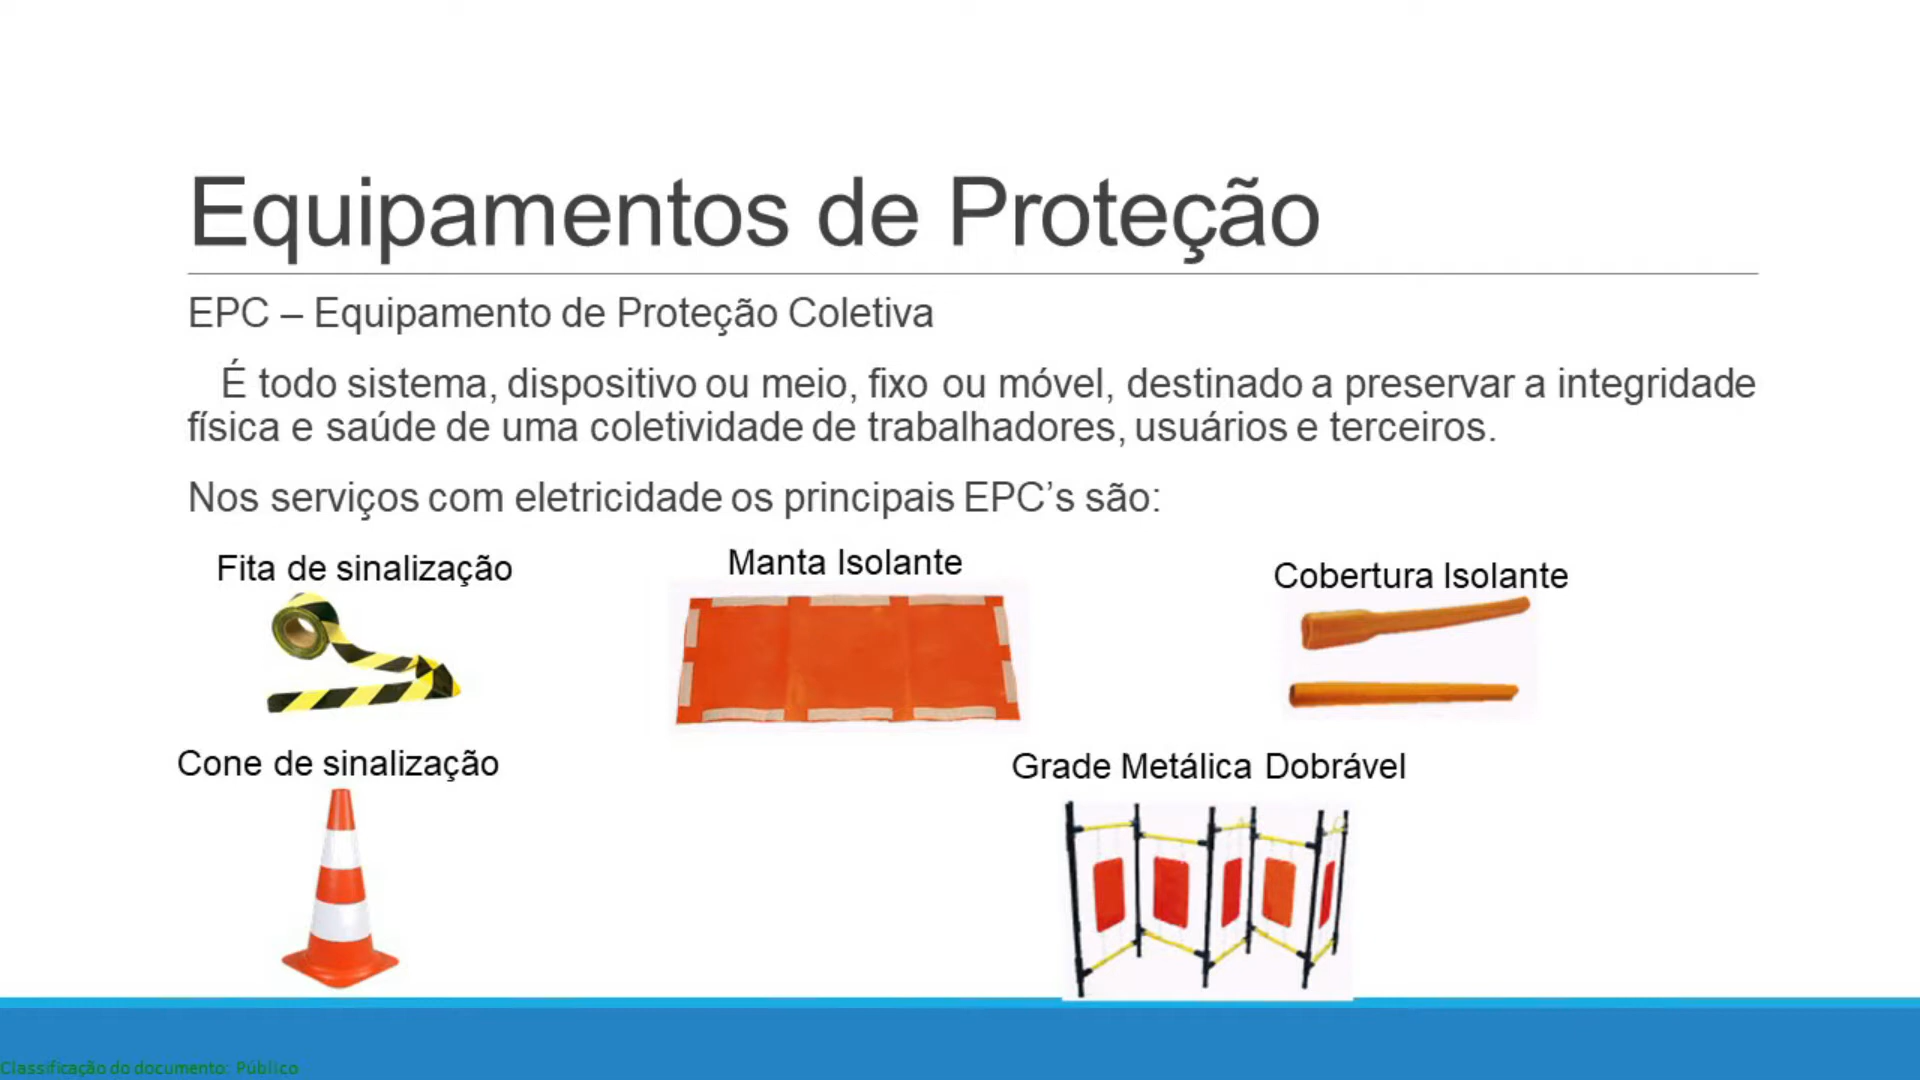 Equipamentos de Proteção
EPC – Equipamento de Proteção Coletiva
É todo sistema, dispositivo ou meio, fixo ou móvel, destinado a preservar a integridade
física e saúde de uma coletividade de trabalhadores, usuários e terceiros.
Nos serviços com eletricidade os principais EPC’s são:
Fita de sinalização
Manta Isolante
Cobertura Isolante
Cone de sinalização
Grade Metálica Dobrável
Classificação do documento: Público